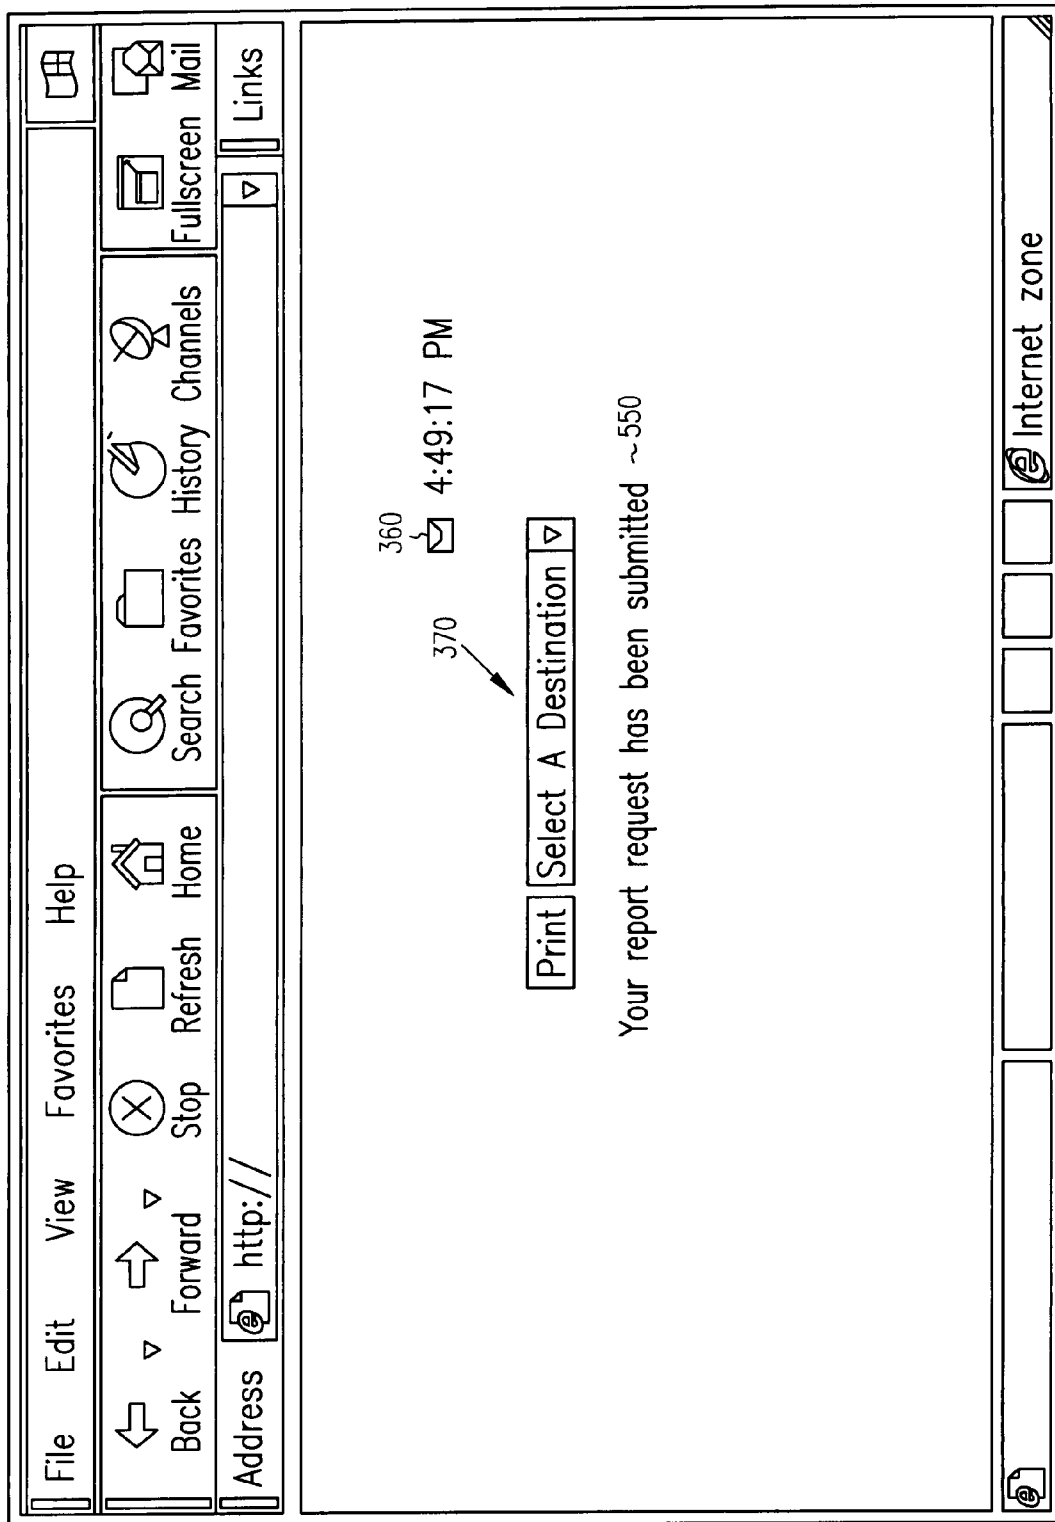 File Edit View Favorites Help
Back Forward Stop Refresh Home Search Favorites History Channels Fullscreen Mail
Address http:// Links
360
4:49:17 PM
370
Print Select A Destination
Your report request has been submitted ~550
Internet zone